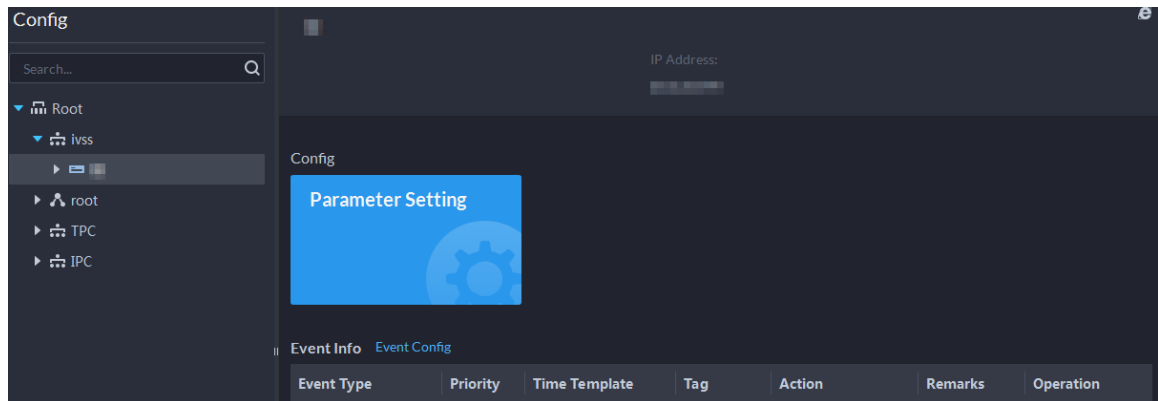 Config
Search...
Root
ivss
root
TPC
IPC
IP Address:
Config
Parameter Setting
Event Info Event Config
Event Type Priority Time Template Tag Action Remarks Operation